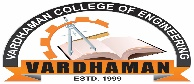 VARDHAMAN COLLEGE OF ENGINEERING
VARDHAMAN
ESTD. 1999